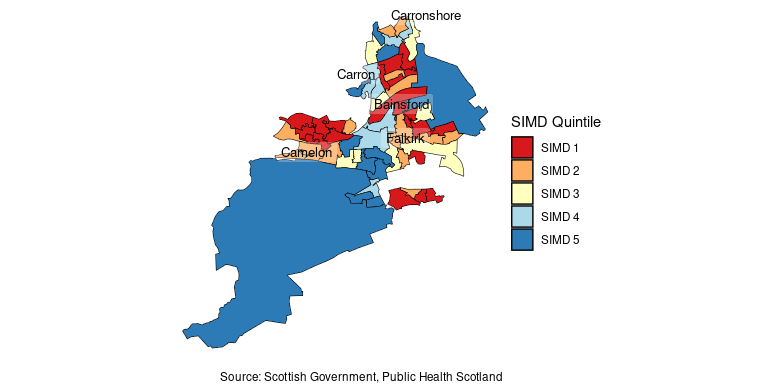 Carronshore
Carron
Bainsford
Falkirk
Camelon
SIMD Quintile
SIMD 1
SIMD 2
SIMD 3
SIMD 4
SIMD 5
Source: Scottish Government, Public Health Scotland